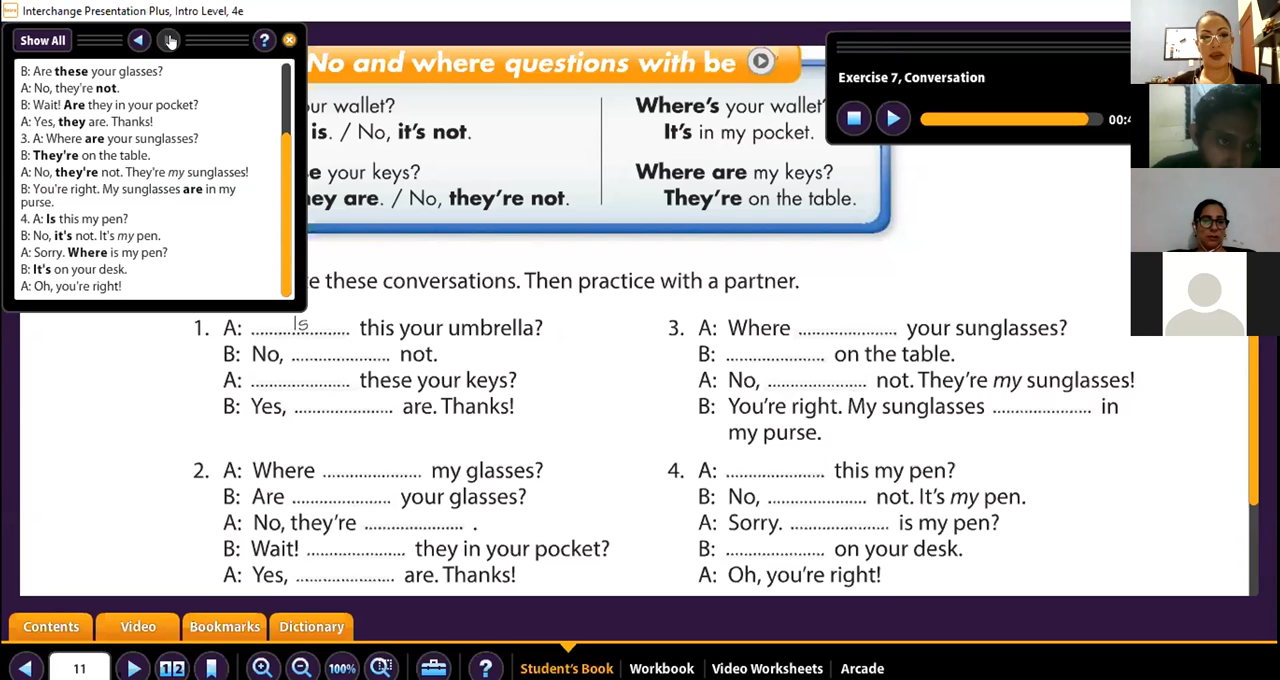 Interchange Presentation Plus, Intro Level, 4e
Show All
?
B: Are these your glasses?
A: No, they're not.
B: Wait! Are they in your pocket?
A: Yes, they are. Thanks!
3. A: Where are your sunglasses?
B: They're on the table.
A: No, they're not. They're my sunglasses!
B: You're right. My sunglasses are in my
purse.
4. A: Is this my pen?
B: No, it's not. It's my pen.
A: Sorry. Where is my pen?
B: It's on your desk.
A: Oh, you're right!
No and where questions with be
ur wallet?
is. / No, it's not.
e your keys?
ey are. / No, they're not.
Where's your wallet
It's in my pocket.
Where are my keys?
They're on the table.
Exercise 7, Conversation
00:4
e these conversations. Then practice with a partner.
1. A: Is this your umbrella?
B: No, .................... not.
A: .................... these your keys?
B: Yes, .................... are. Thanks!
2. A: Where .................... my glasses?
B: Are .................... your glasses?
A: No, they're .................... .
B: Wait! .................... they in your pocket?
A: Yes, .................... are. Thanks!
3. A: Where .................... your sunglasses?
B: .................... on the table.
A: No, .................... not. They're my sunglasses!
B: You're right. My sunglasses .................... in
my purse.
4. A: .................... this my pen?
B: No, .................... not. It's my pen.
A: Sorry. .................... is my pen?
B: .................... on your desk.
A: Oh, you're right!
Contents
Video
Bookmarks
Dictionary
11
12
100%
?
Student's Book
Workbook
Video Worksheets
Arcade